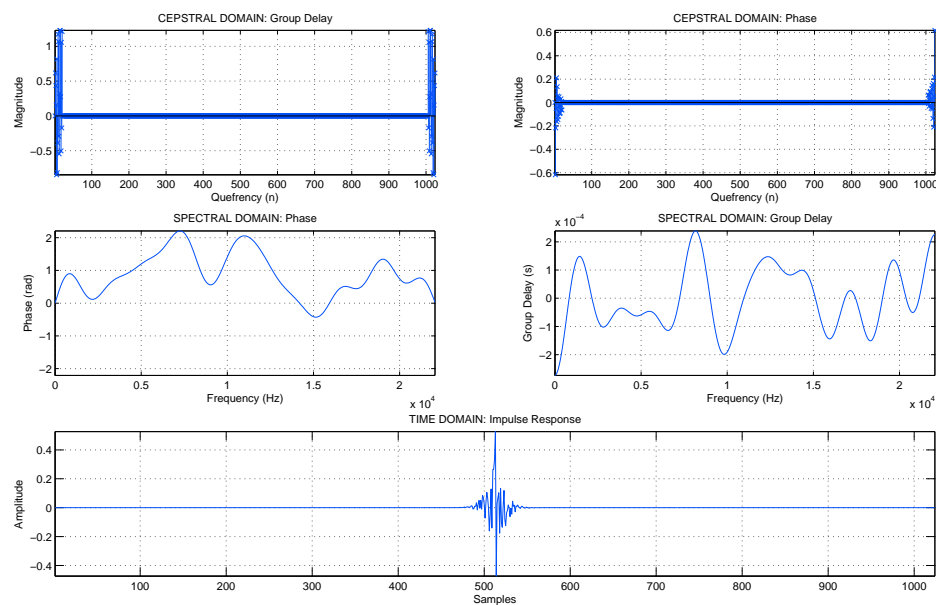 CEPSTRAL DOMAIN: Group Delay
Magnitude
1
0.5
0
−0.5
100 200 300 400 500 600 700 800 900 1000
Quefrency (n)
CEPSTRAL DOMAIN: Phase
Magnitude
0.6
0.4
0.2
0
−0.2
−0.4
−0.6
100 200 300 400 500 600 700 800 900 1000
Quefrency (n)
SPECTRAL DOMAIN: Phase
Phase (rad)
2
1
0
−1
−2
0 0.5 1 1.5 2
x 10^4
Frequency (Hz)
SPECTRAL DOMAIN: Group Delay
x 10^−4
Group Delay (s)
2
1
0
−1
−2
0 0.5 1 1.5 2
x 10^4
Frequency (Hz)
TIME DOMAIN: Impulse Response
Amplitude
0.4
0.2
0
−0.2
−0.4
100 200 300 400 500 600 700 800 900 1000
Samples